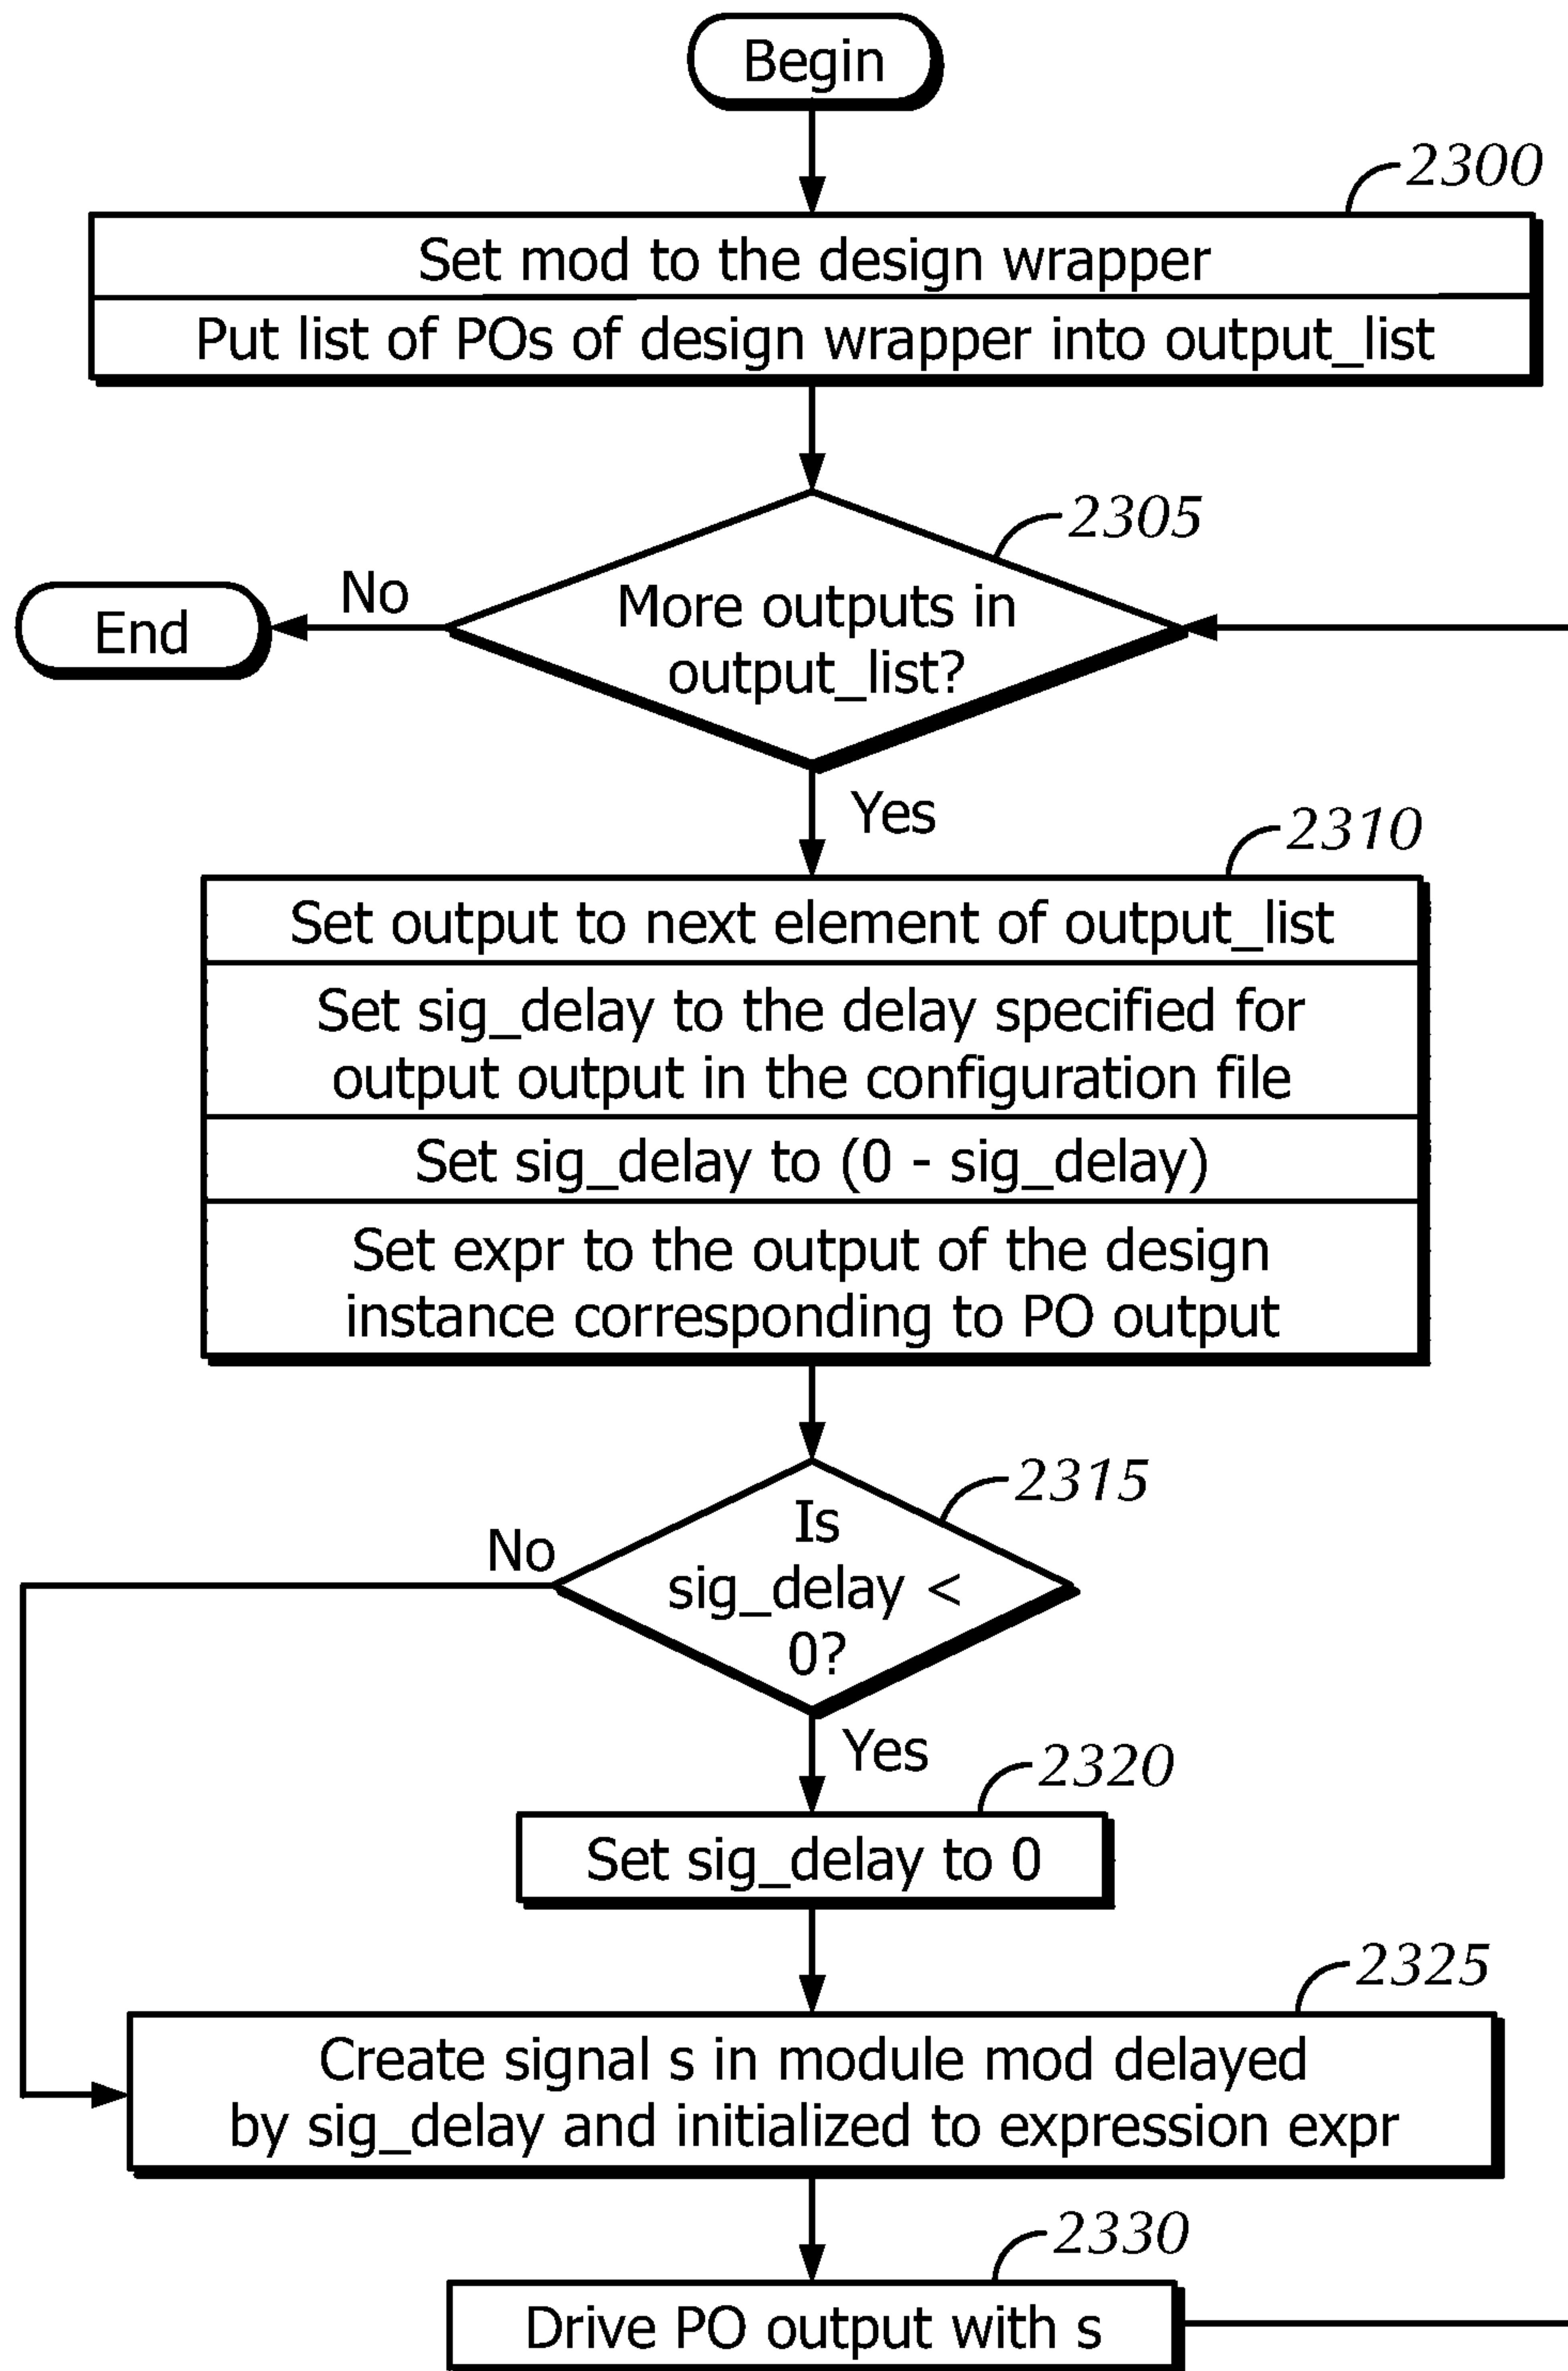 Begin
2300
Set mod to the design wrapper
Put list of POs of design wrapper into output_list
2305
More outputs in
output_list?
No
End
Yes
2310
Set output to next element of output_list
Set sig_delay to the delay specified for
output output in the configuration file
Set sig_delay to (0 - sig_delay)
Set expr to the output of the design
instance corresponding to PO output
2315
Is
sig_delay <
0?
No
Yes
2320
Set sig_delay to 0
2325
Create signal s in module mod delayed
by sig_delay and initialized to expression expr
2330
Drive PO output with s